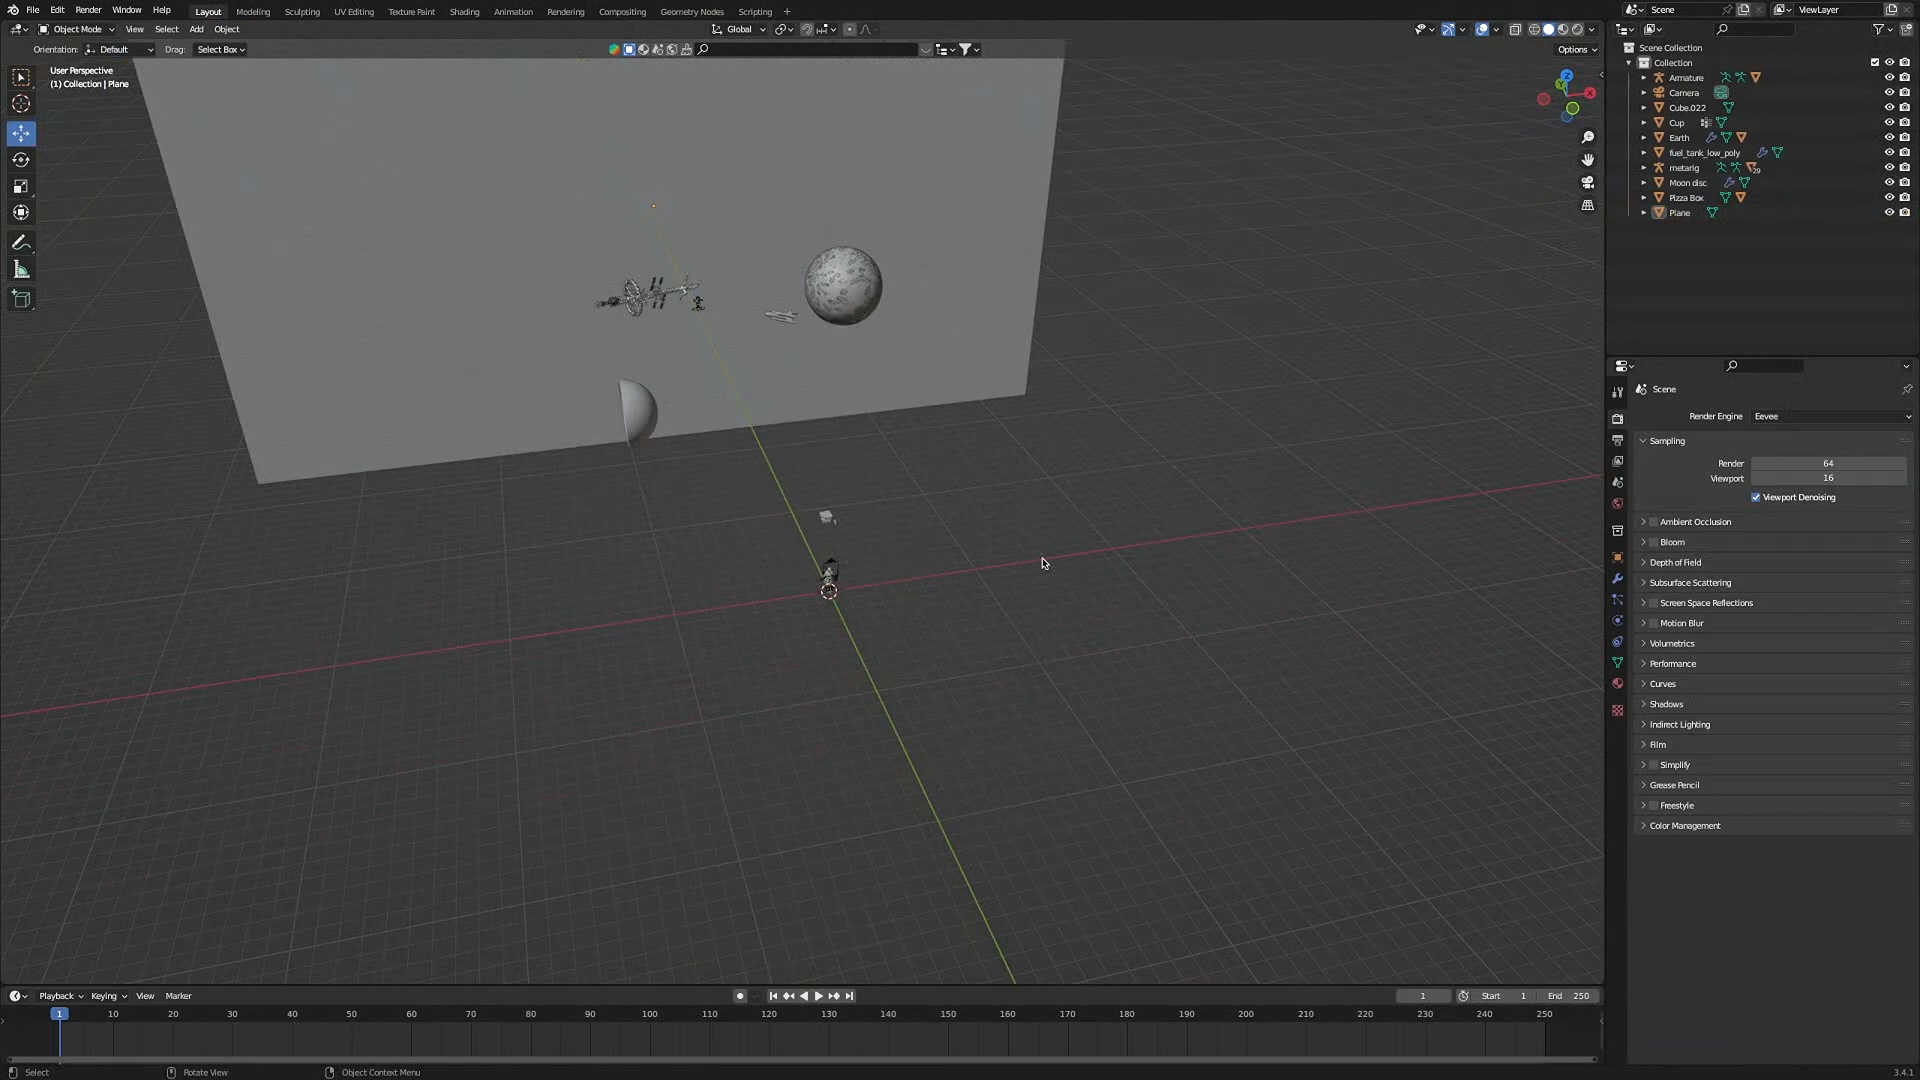 File Edit Render Window Help Layout Modeling Sculpting UV Editing Texture Paint Shading Animation Rendering Compositing Geometry Nodes Scripting + Scene ViewLayer
Object Mode View Select Add Object Global
Orientation: Default Drag: Select Box Options
User Perspective
(1) Collection | Plane
Z
X
Scene Collection
Collection
Armature
Camera
Cube.022
Cup
Earth
fuel_tank_low_poly
metarig 29
Moon disc
Pizza Box
Plane
Scene
Render Engine Eevee
Sampling
Render 64
Viewport 16
Viewport Denoising
Ambient Occlusion
Bloom
Depth of Field
Subsurface Scattering
Screen Space Reflections
Motion Blur
Volumetrics
Performance
Curves
Shadows
Indirect Lighting
Film
Simplify
Grease Pencil
Freestyle
Color Management
Playback Keying View Marker 1 Start 1 End 250
1 10 20 30 40 50 60 70 80 90 100 110 120 130 140 150 160 170 180 190 200 210 220 230 240 250
Select Rotate View Object Context Menu 3.4.1